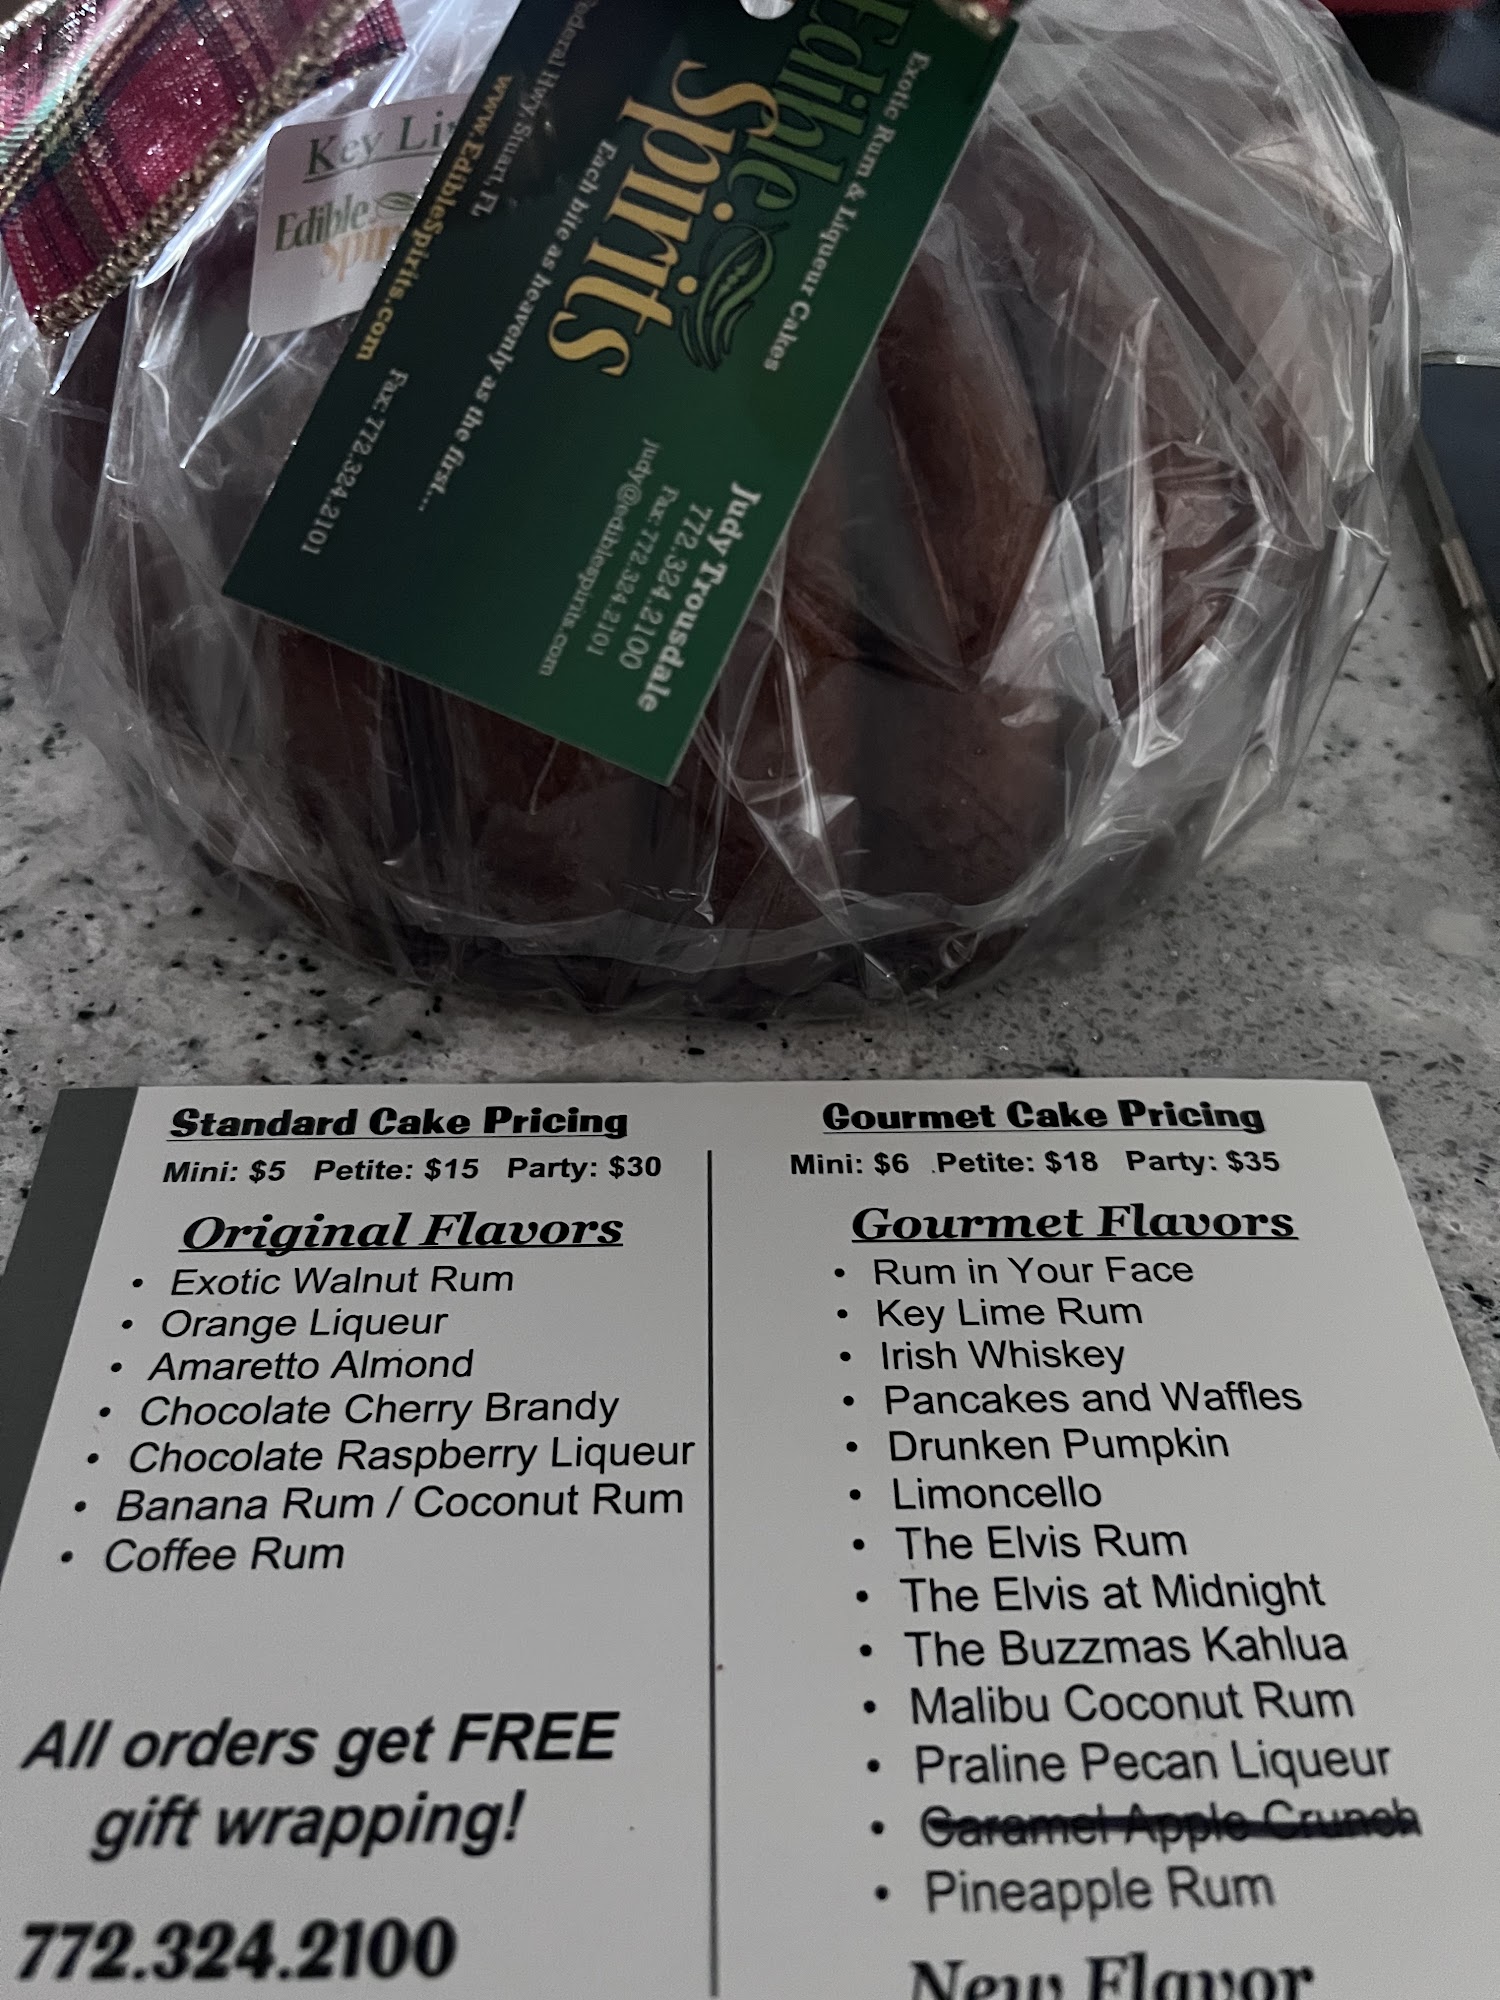 Key
Edible
Edible
Spirits
Exotic Rum & Liqueur Cakes
Each bite as heavenly as the first...
www.EdibleSpirits.com
Federal Hwy, Stuart, FL
Fax: 772.324.2101
Judy Trousdale
772.324.2100
Fax: 772.324.2101
judy@ediblespirits.com
Standard Cake Pricing
Mini: $5 Petite: $15 Party: $30
Original Flavors
• Exotic Walnut Rum
• Orange Liqueur
• Amaretto Almond
• Chocolate Cherry Brandy
• Chocolate Raspberry Liqueur
• Banana Rum / Coconut Rum
• Coffee Rum
All orders get FREE
gift wrapping!
772.324.2100
Gourmet Cake Pricing
Mini: $6 Petite: $18 Party: $35
Gourmet Flavors
• Rum in Your Face
• Key Lime Rum
• Irish Whiskey
• Pancakes and Waffles
• Drunken Pumpkin
• Limoncello
• The Elvis Rum
• The Elvis at Midnight
• The Buzzmas Kahlua
• Malibu Coconut Rum
• Praline Pecan Liqueur
• Caramel Apple Crunch
• Pineapple Rum
New Flavor